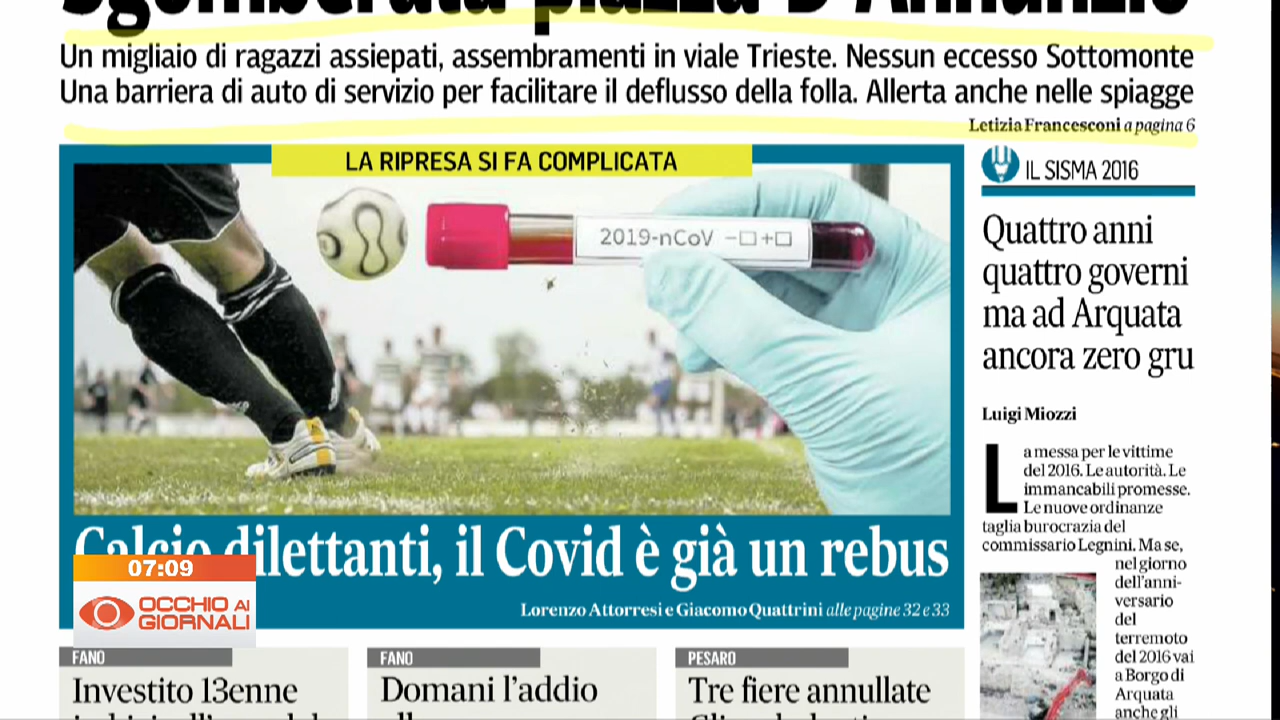 Sgomberata piazza D'Annunzio
Un migliaio di ragazzi assiepati, assembramenti in viale Trieste. Nessun eccesso Sottomonte
Una barriera di auto di servizio per facilitare il deflusso della folla. Allerta anche nelle spiagge
Letizia Francesconi a pagina 6
LA RIPRESA SI FA COMPLICATA
2019-nCoV -□+□
Calcio dilettanti, il Covid è già un rebus
Lorenzo Attorresi e Giacomo Quattrini alle pagine 32 e 33
IL SISMA 2016
Quattro anni
quattro governi
ma ad Arquata
ancora zero gru
Luigi Miozzi
La messa per le vittime
del 2016. Le autorità. Le
immancabili promesse.
Le nuove ordinanze
taglia burocrazia del
commissario Legnini. Ma se,
nel giorno
dell'anni-
versario
del
terremoto
del 2016 vai
a Borgo di
Arquata
anche gli
07:09
OCCHIO AI
GIORNALI
FANO
Investito 13enne
FANO
Domani l'addio
PESARO
Tre fiere annullate